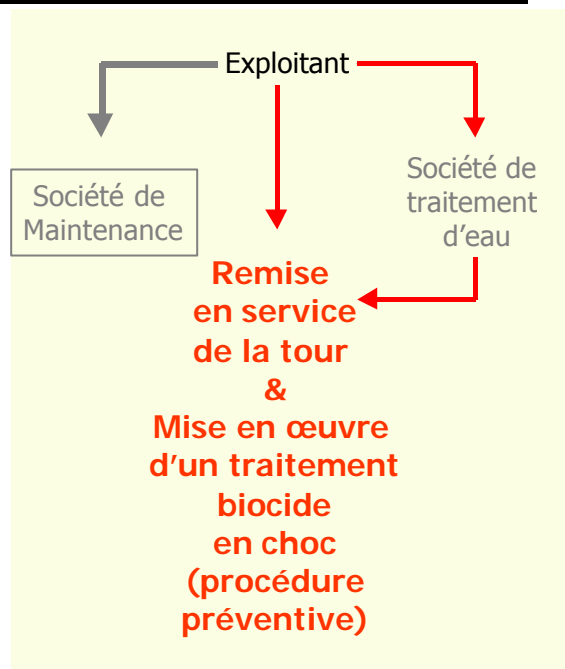 Exploitant
Société de
Maintenance
Société de
traitement
d'eau
Remise
en service
de la tour
&
Mise en œuvre
d'un traitement
biocide
en choc
(procédure
préventive)